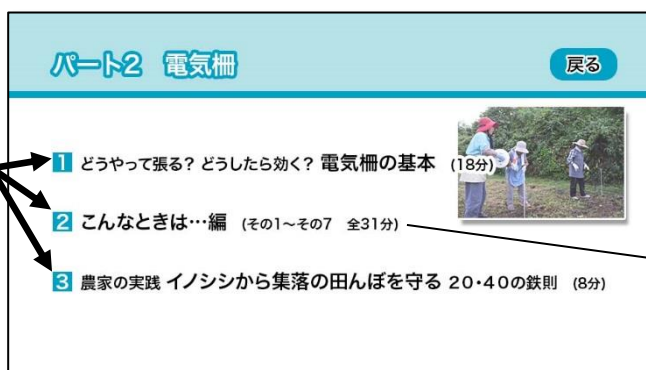 パート2 電気柵
戻る
1 どうやって張る? どうしたら効く? 電気柵の基本 (18分)
2 こんなときは…編 (その1~その7 全31分)
3 農家の実践 イノシシから集落の田んぼを守る 20・40の鉄則 (8分)